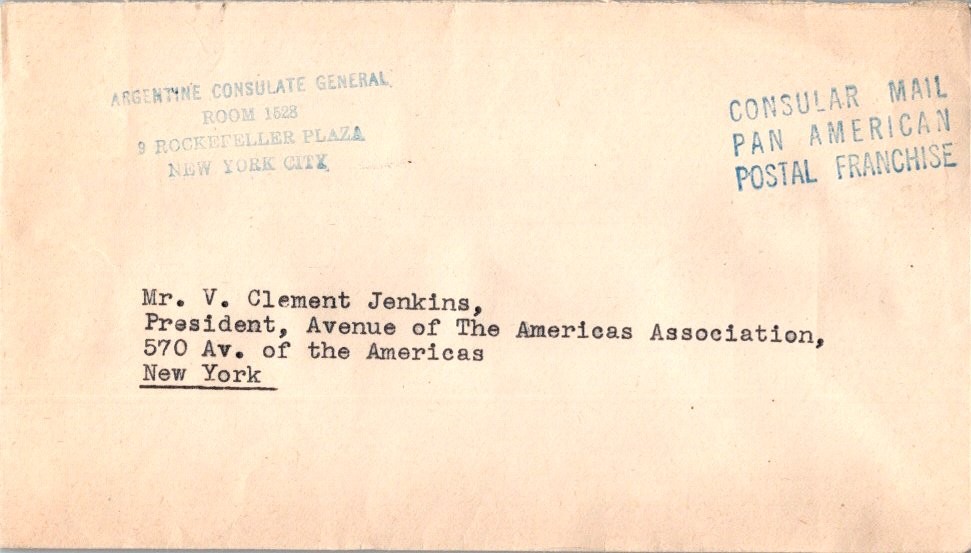 ARGENTINE CONSULATE GENERAL
ROOM 1528
9 ROCKEFELLER PLAZA
NEW YORK CITY
CONSULAR MAIL
PAN AMERICAN
POSTAL FRANCHISE
Mr. V. Clement Jenkins,
President, Avenue of The Americas Association,
570 Av. of the Americas
New York